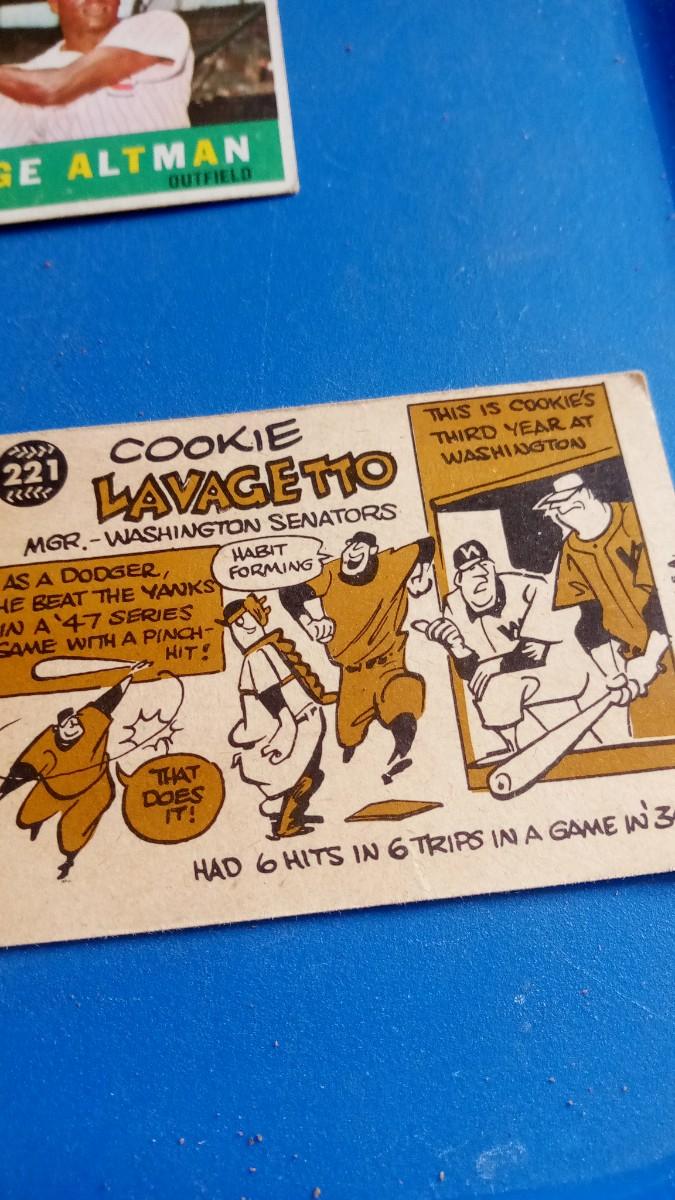 GE ALTMAN
OUTFIELD
221
COOKIE
LAVAGETTO
MGR.-WASHINGTON SENATORS
AS A DODGER,
HE BEAT THE YANKS
IN A '47 SERIES
GAME WITH A PINCH-
HIT!
THAT
DOES
IT!
HABIT
FORMING
THIS IS COOKIE'S
THIRD YEAR AT
WASHINGTON
W
W
W
HAD 6 HITS IN 6 TRIPS IN A GAME IN '3